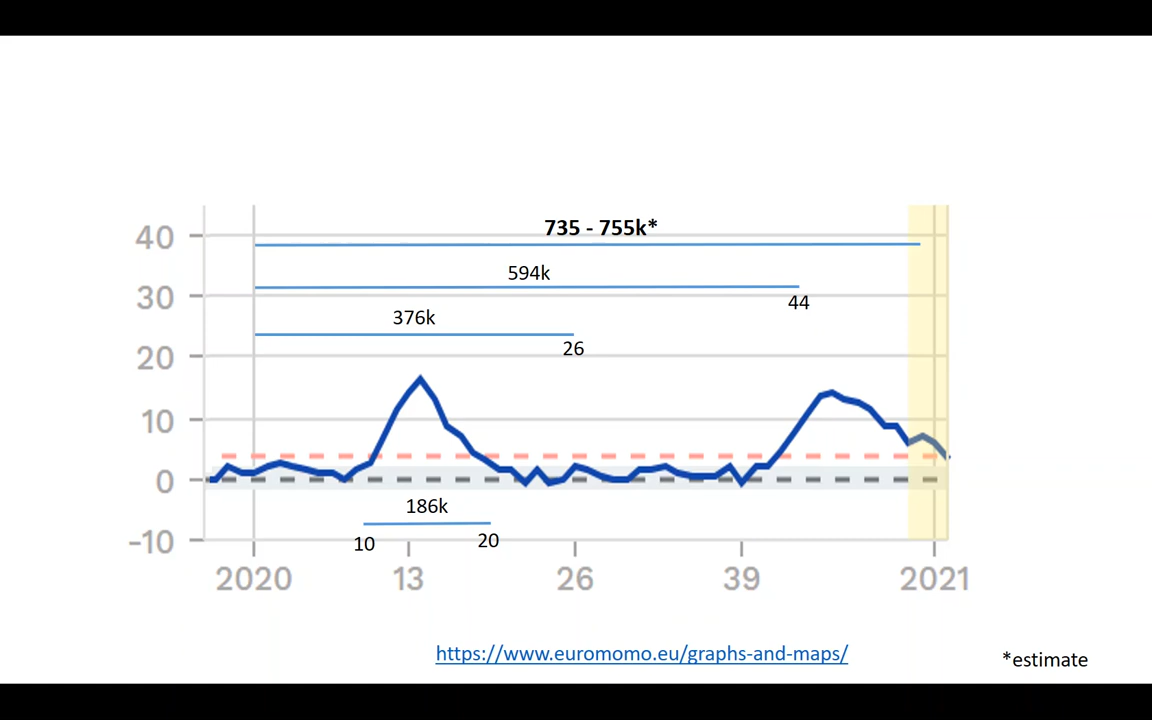 40
735 - 755k*
594k
30
44
376k
20
26
10
0
186k
-10
10
20
2020
13
26
39
2021
https://www.euromomo.eu/graphs-and-maps/
*estimate